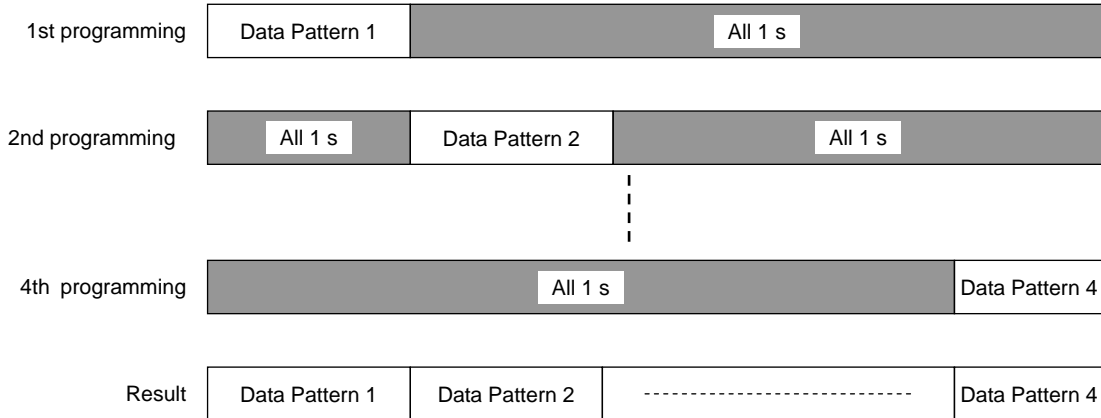 1st programming Data Pattern 1 All 1 s
2nd programming All 1 s Data Pattern 2 All 1 s
4th programming All 1 s Data Pattern 4
Result Data Pattern 1 Data Pattern 2 Data Pattern 4